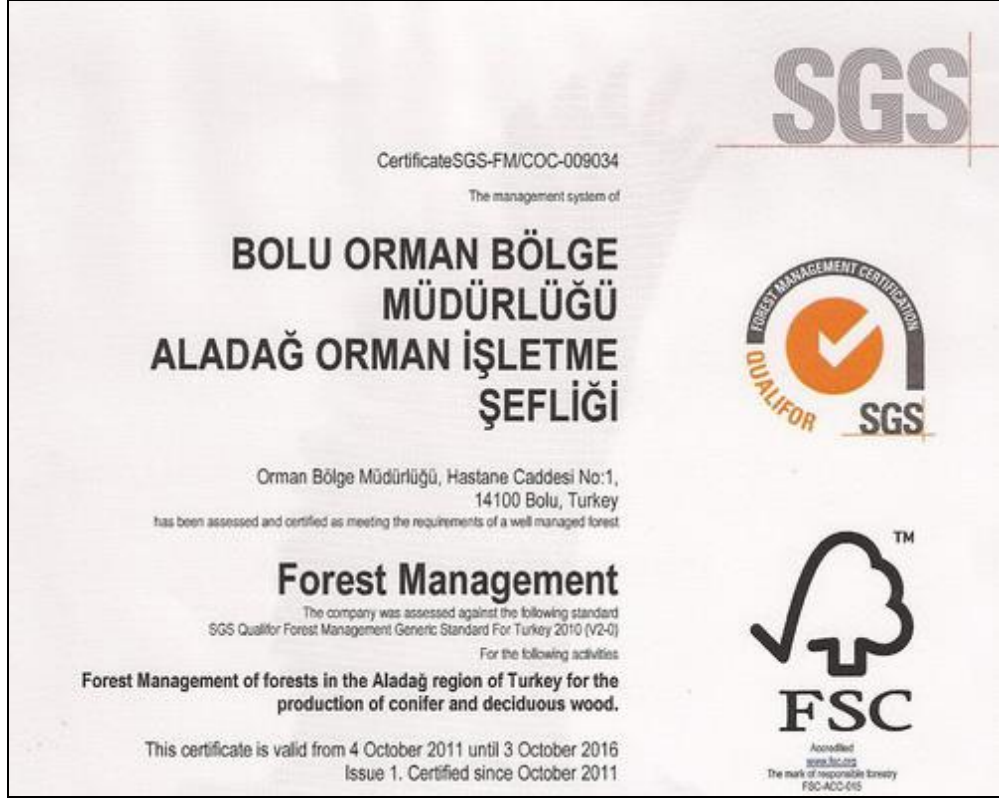 SGS
CertificateSGS-FM/COC-009034
The management system of
BOLU ORMAN BÖLGE
MÜDÜRLÜĞÜ
ALADAĞ ORMAN İŞLETME
ŞEFLİĞİ
Orman Bölge Müdürlüğü, Hastane Caddesi No:1,
14100 Bolu, Turkey
has been assessed and certified as meeting the requirements of a well managed forest
Forest Management
The company was assessed against the following standard
SGS Qualifor Forest Management Generic Standard For Turkey 2010 (V2-0)
For the following activities
Forest Management of forests in the Aladağ region of Turkey for the
production of conifer and deciduous wood.
This certificate is valid from 4 October 2011 until 3 October 2016
Issue 1. Certified since October 2011
FOREST MANAGEMENT CERTIFICATION
QUALIFOR
SGS
TM
FSC
Accredited
www.fsc.org
The mark of responsible forestry
FSC-ACC-015